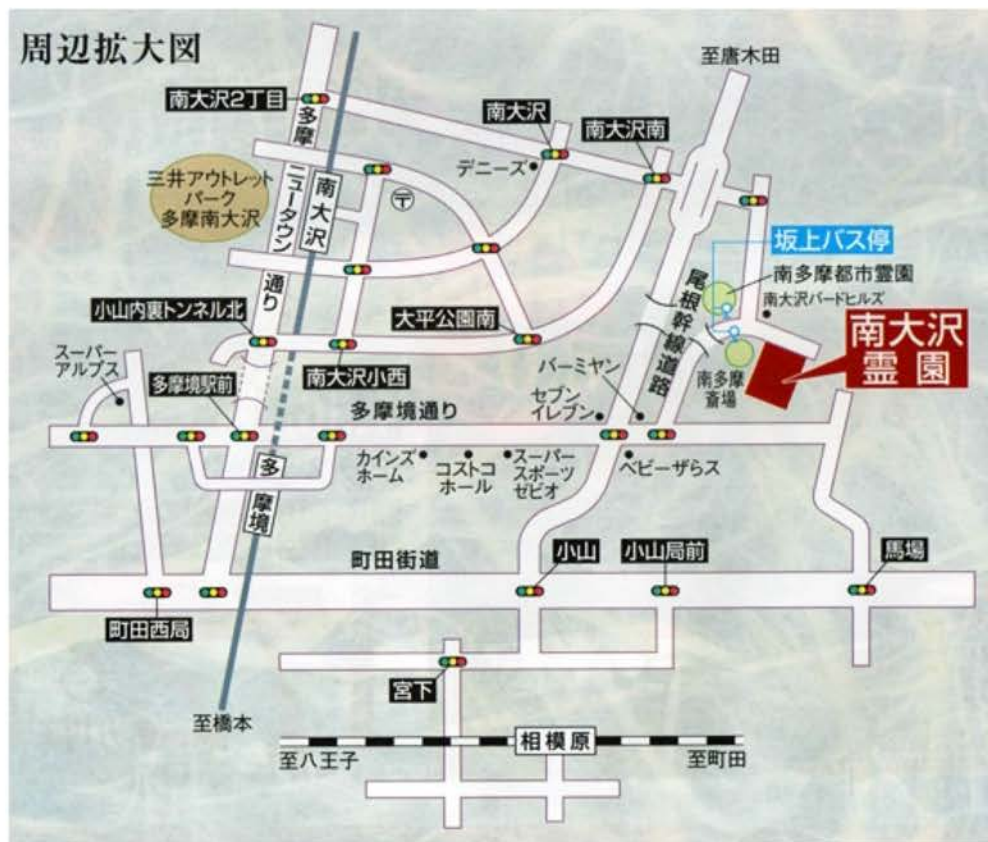 周辺拡大図
至唐木田
南大沢2丁目
南大沢
南大沢南
デニーズ
多摩ニュータウン通り
南大沢
〒
三井アウトレット
パーク
多摩南大沢
坂上バス停
南多摩都市霊園
南大沢バードヒルズ
尾根幹線道路
南大沢
霊園
南多摩
斎場
小山内裏トンネル北
大平公園南
南大沢小西
スーパー
アルプス
多摩境駅前
多摩境通り
バーミヤン
セブン
イレブン
カインズ
ホーム
コストコ
ホール
スーパー
スポーツ
ゼビオ
ベビーザらス
多摩境
町田街道
小山
小山局前
馬場
町田西局
宮下
至橋本
相模原
至八王子
至町田